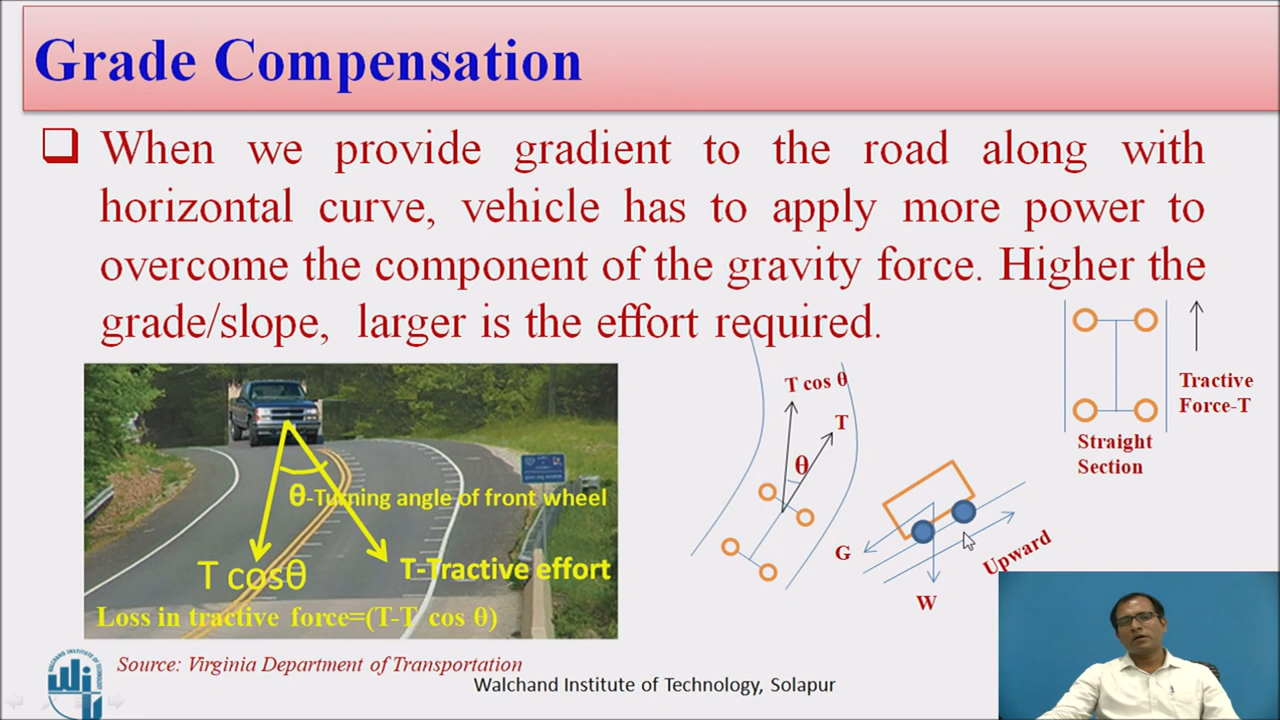 Grade Compensation
When we provide gradient to the road along with
horizontal curve, vehicle has to apply more power to
overcome the component of the gravity force. Higher the
grade/slope, larger is the effort required.
Tractive
Force-T
Straight
Section
T cos θ
T
θ
G
W
Upward
θ-Turning angle of front wheel
T cosθ
T-Tractive effort
Loss in tractive force=(T-T cos θ)
Source: Virginia Department of Transportation
Walchand Institute of Technology, Solapur